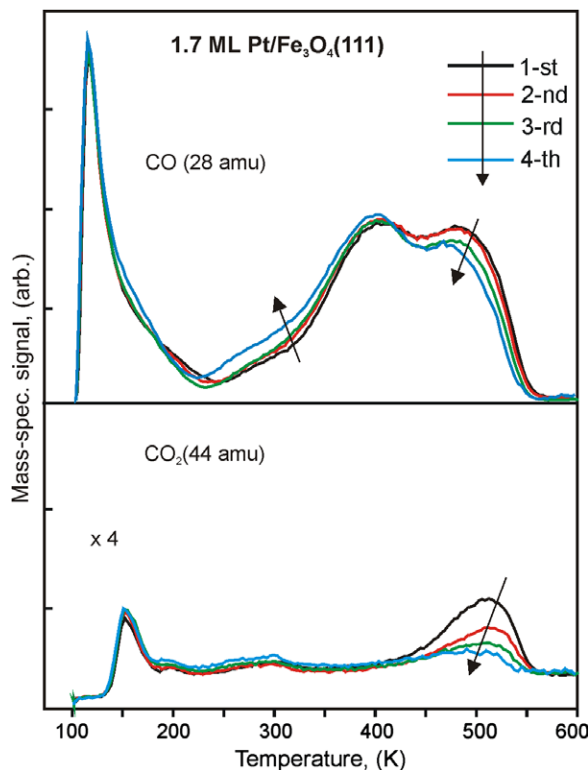 1.7 ML Pt/Fe₃O₄(111)
1-st
2-nd
3-rd
4-th
CO (28 amu)
Mass-spec. signal, (arb.)
CO₂(44 amu)
x 4
100 200 300 400 500 600
Temperature, (K)